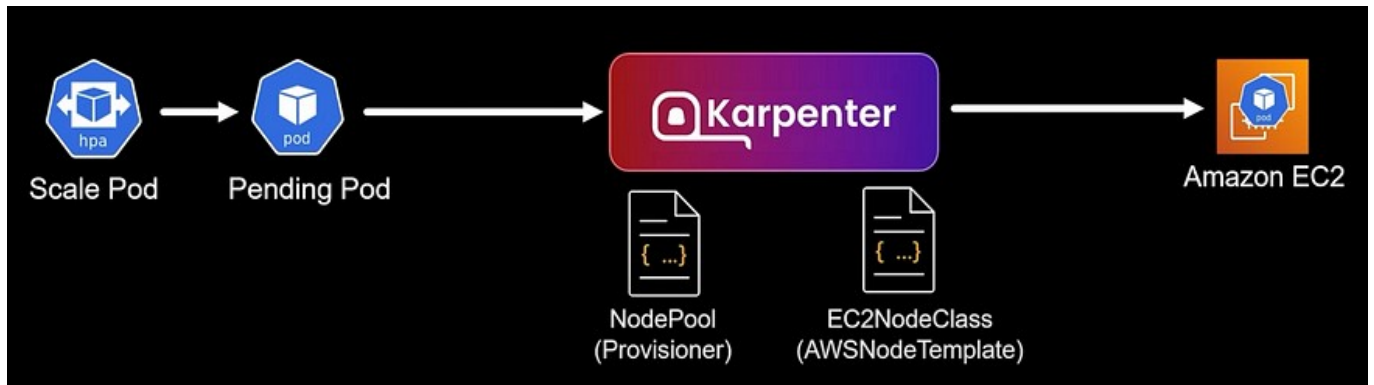 hpa
Scale Pod
pod
Pending Pod
Karpenter
pod
Amazon EC2
{ ...}
NodePool
(Provisioner)
{ ...}
EC2NodeClass
(AWSNodeTemplate)